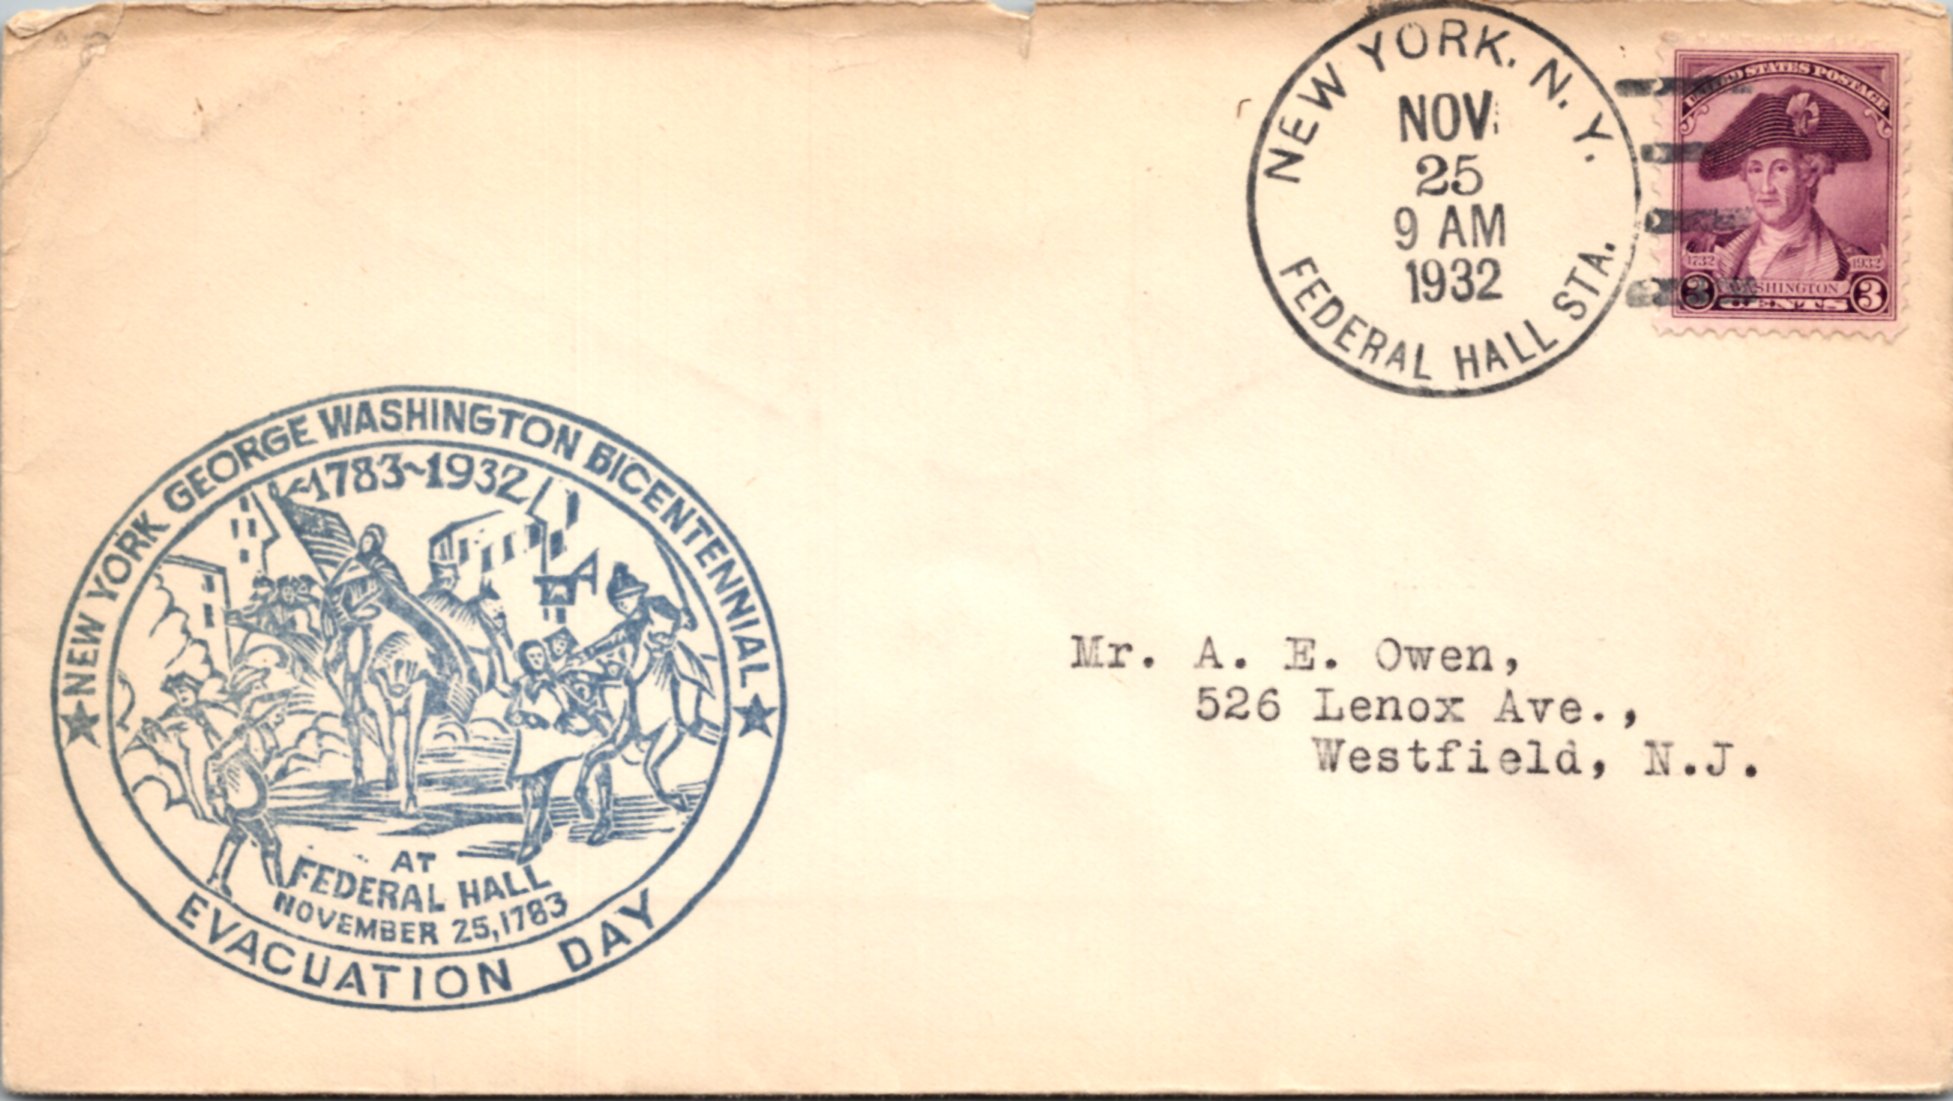 NEW YORK, N. Y.
NOV
25
9 AM
1932
FEDERAL HALL STA.
UNITED STATES POSTAGE
1732 1932
3 WASHINGTON 3
CENTS
NEW YORK GEORGE WASHINGTON BICENTENNIAL
1783~1932
AT
FEDERAL HALL
NOVEMBER 25, 1783
EVACUATION DAY
Mr. A. E. Owen,
526 Lenox Ave.,
Westfield, N.J.